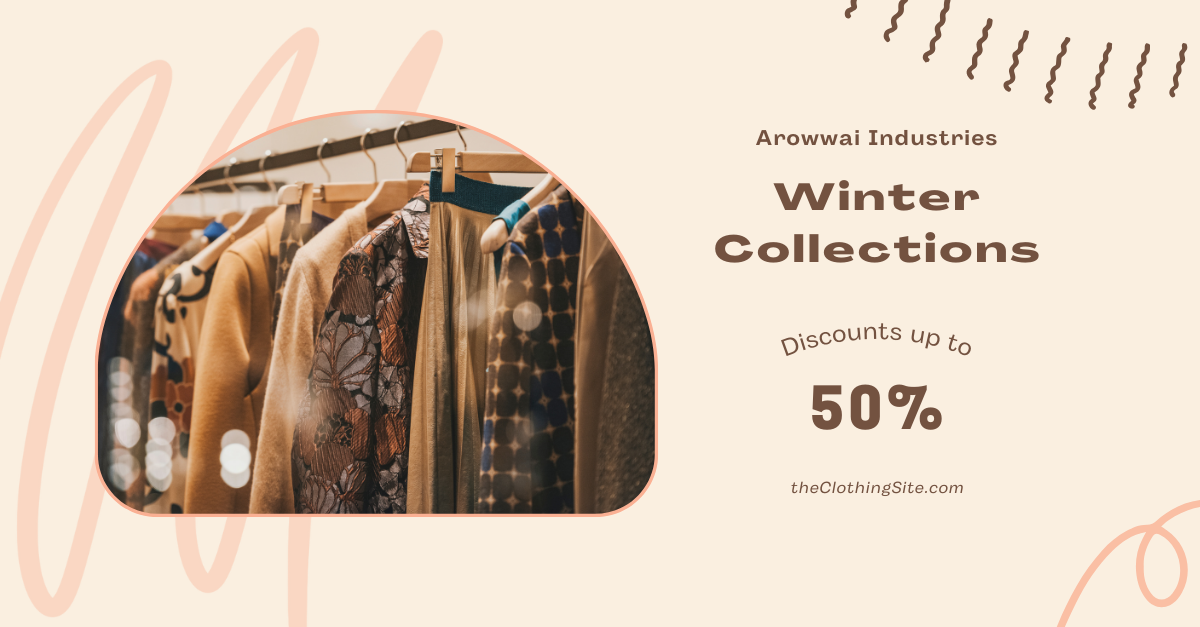 Arowwai Industries
Winter
Collections
Discounts up to
50%
theClothingSite.com